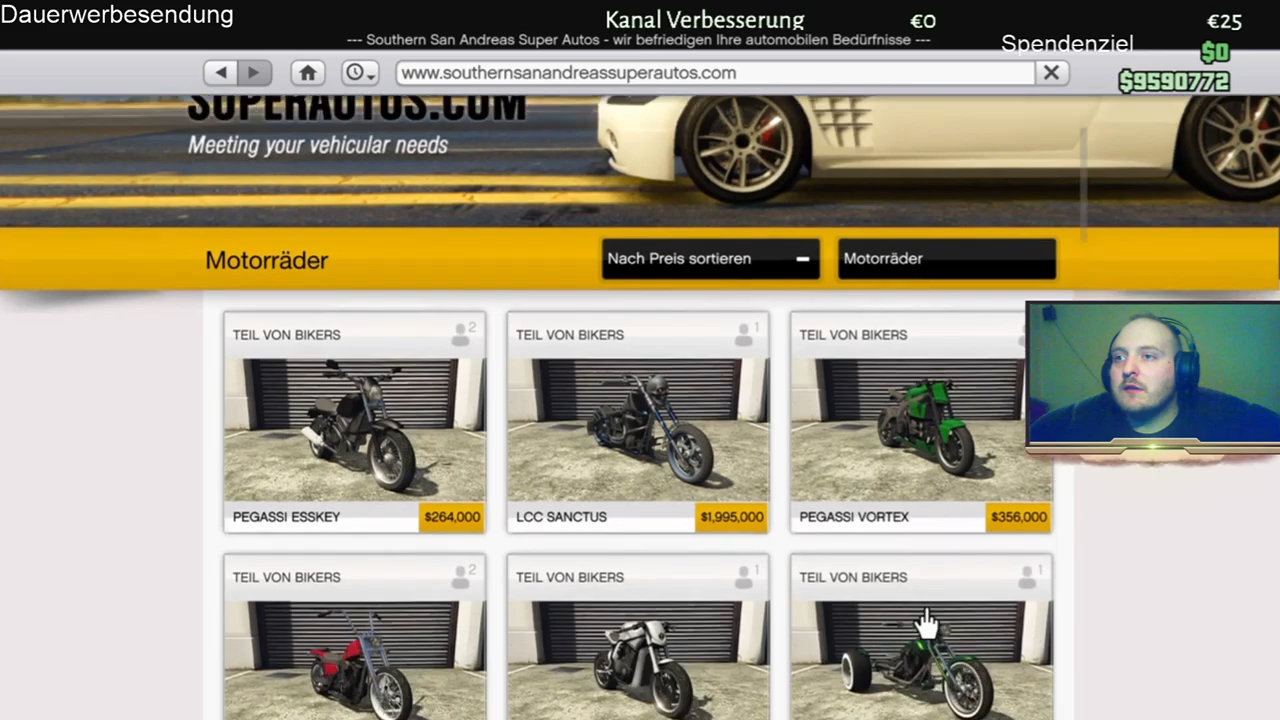 Dauerwerbesendung
Kanal Verbesserung €0 €25
--- Southern San Andreas Super Autos - wir befriedigen Ihre automobilen Bedürfnisse ---
Spendenziel
$0
www.southernsanandreassuperautos.com
$9590772
SUPERAUTOS.COM
Meeting your vehicular needs
Motorräder
Nach Preis sortieren
Motorräder
TEIL VON BIKERS 2
TEIL VON BIKERS 1
TEIL VON BIKERS
PEGASSI ESSKEY $264,000
LCC SANCTUS $1,995,000
PEGASSI VORTEX $356,000
TEIL VON BIKERS 2
TEIL VON BIKERS 1
TEIL VON BIKERS 1